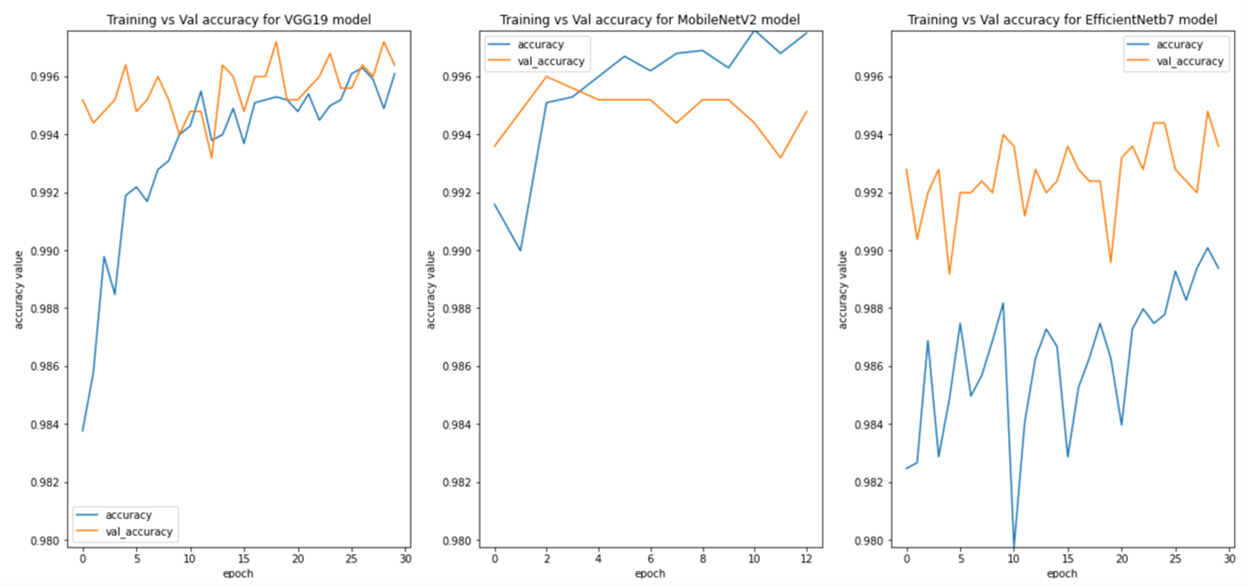 Training vs Val accuracy for VGG19 model
accuracy value
0.996
0.994
0.992
0.990
0.988
0.986
0.984
0.982
0.980
accuracy
val_accuracy
0 5 10 15 20 25 30
epoch
Training vs Val accuracy for MobileNetV2 model
accuracy
val_accuracy
accuracy value
0.996
0.994
0.992
0.990
0.988
0.986
0.984
0.982
0.980
0 2 4 6 8 10 12
epoch
Training vs Val accuracy for EfficientNetb7 model
accuracy
val_accuracy
accuracy value
0.996
0.994
0.992
0.990
0.988
0.986
0.984
0.982
0.980
0 5 10 15 20 25 30
epoch